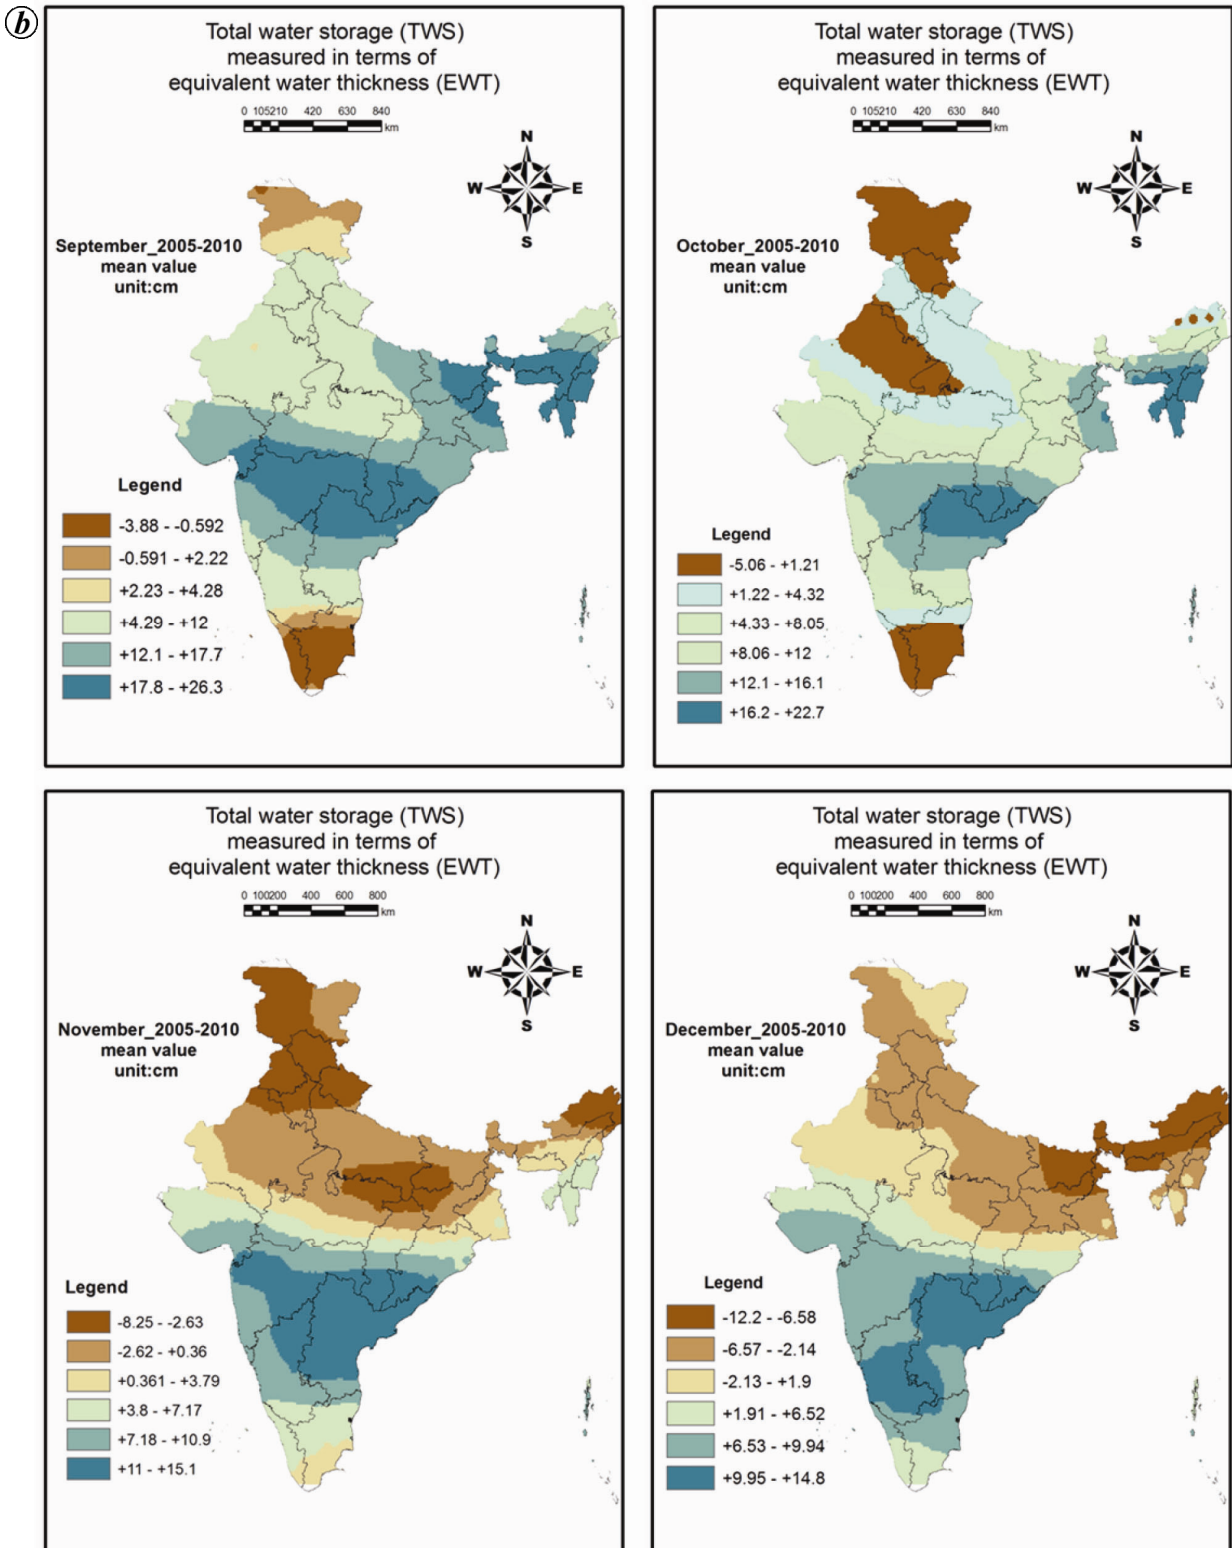 b
Total water storage (TWS)
measured in terms of
equivalent water thickness (EWT)
0 105210 420 630 840
km
N
W E
S
September_2005-2010
mean value
unit:cm
Legend
-3.88 - -0.592
-0.591 - +2.22
+2.23 - +4.28
+4.29 - +12
+12.1 - +17.7
+17.8 - +26.3
Total water storage (TWS)
measured in terms of
equivalent water thickness (EWT)
0 105210 420 630 840
km
N
W E
S
October_2005-2010
mean value
unit:cm
Legend
-5.06 - +1.21
+1.22 - +4.32
+4.33 - +8.05
+8.06 - +12
+12.1 - +16.1
+16.2 - +22.7
Total water storage (TWS)
measured in terms of
equivalent water thickness (EWT)
0 100200 400 600 800
km
N
W E
S
November_2005-2010
mean value
unit:cm
Legend
-8.25 - -2.63
-2.62 - +0.36
+0.361 - +3.79
+3.8 - +7.17
+7.18 - +10.9
+11 - +15.1
Total water storage (TWS)
measured in terms of
equivalent water thickness (EWT)
0 100200 400 600 800
km
N
W E
S
December_2005-2010
mean value
unit:cm
Legend
-12.2 - -6.58
-6.57 - -2.14
-2.13 - +1.9
+1.91 - +6.52
+6.53 - +9.94
+9.95 - +14.8